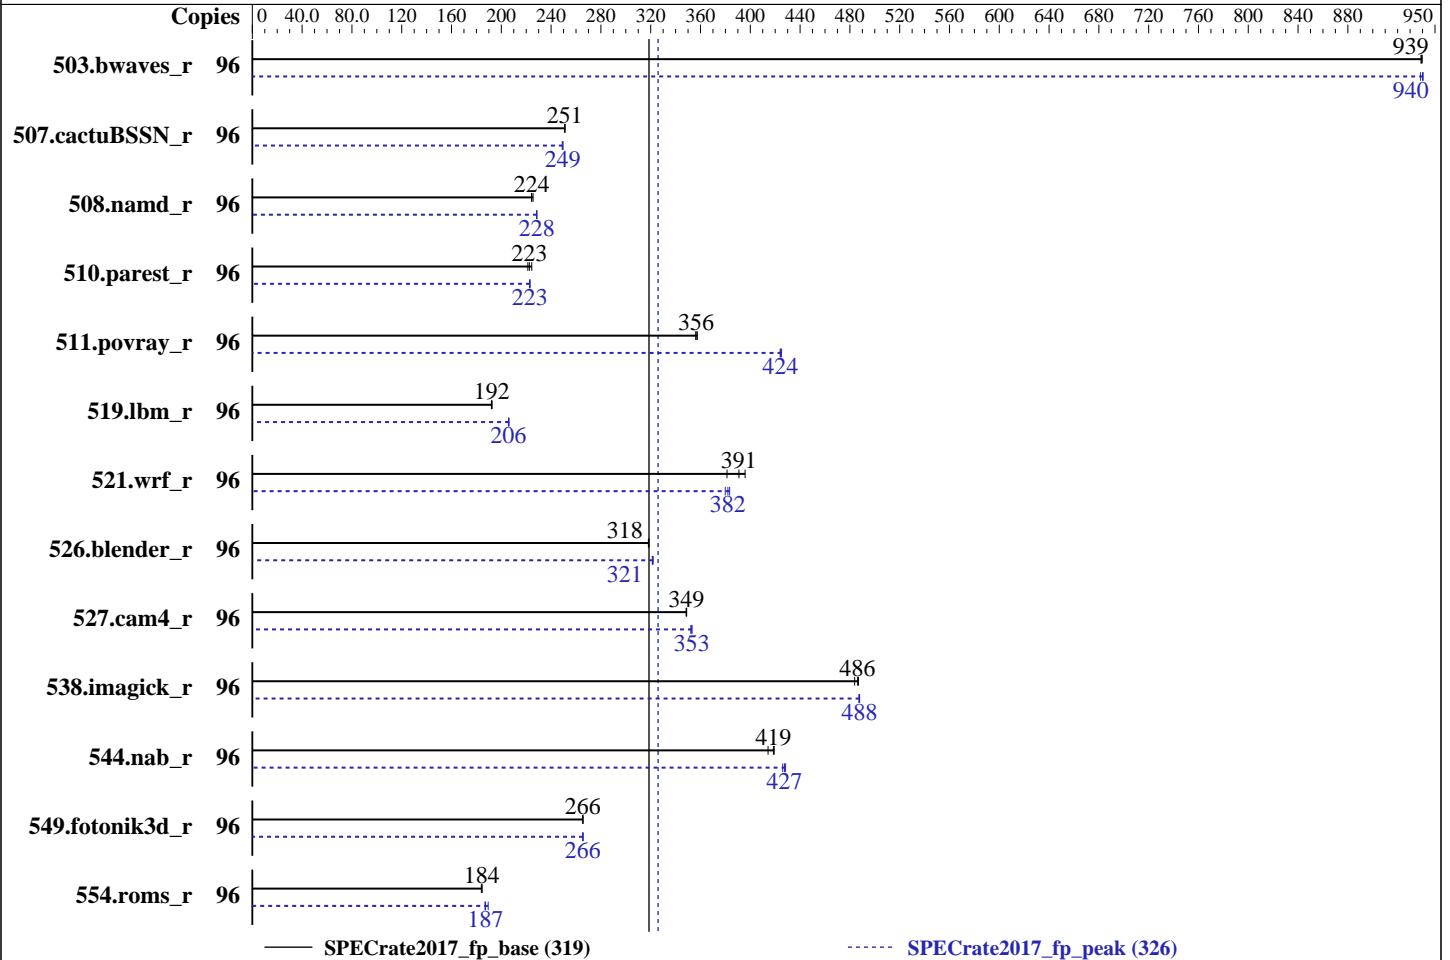 Copies 0 40.0 80.0 120 160 200 240 280 320 360 400 440 480 520 560 600 640 680 720 760 800 840 880 950
503.bwaves_r 96 939
940
507.cactuBSSN_r 96 251
249
508.namd_r 96 224
228
510.parest_r 96 223
223
511.povray_r 96 356
424
519.lbm_r 96 192
206
521.wrf_r 96 391
382
526.blender_r 96 318
321
527.cam4_r 96 349
353
538.imagick_r 96 486
488
544.nab_r 96 419
427
549.fotonik3d_r 96 266
266
554.roms_r 96 184
187
SPECrate2017_fp_base (319) SPECrate2017_fp_peak (326)